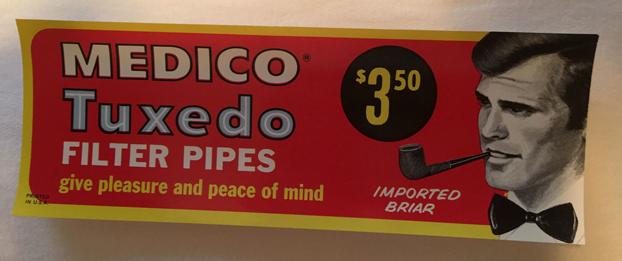 MEDICO®
Tuxedo
FILTER PIPES
give pleasure and peace of mind
$3.50
IMPORTED
BRIAR
PRINTED
IN U.S.A.